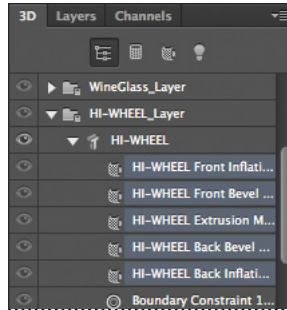 3D Layers Channels
WineGlass_Layer
HI-WHEEL_Layer
HI-WHEEL
HI-WHEEL Front Inflati...
HI-WHEEL Front Bevel ...
HI-WHEEL Extrusion M...
HI-WHEEL Back Bevel ...
HI-WHEEL Back Inflati...
Boundary Constraint 1...